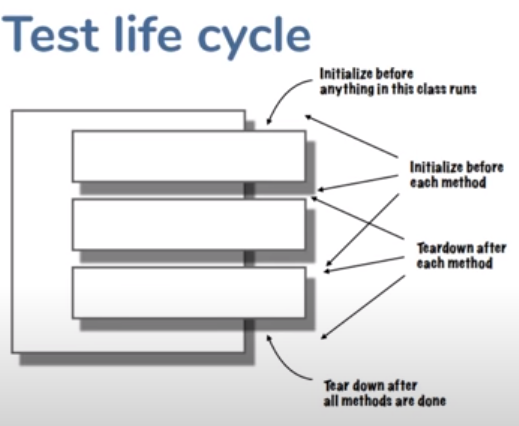 Test life cycle
Initialize before
anything in this class runs
Initialize before
each method
Teardown after
each method
Tear down after
all methods are done